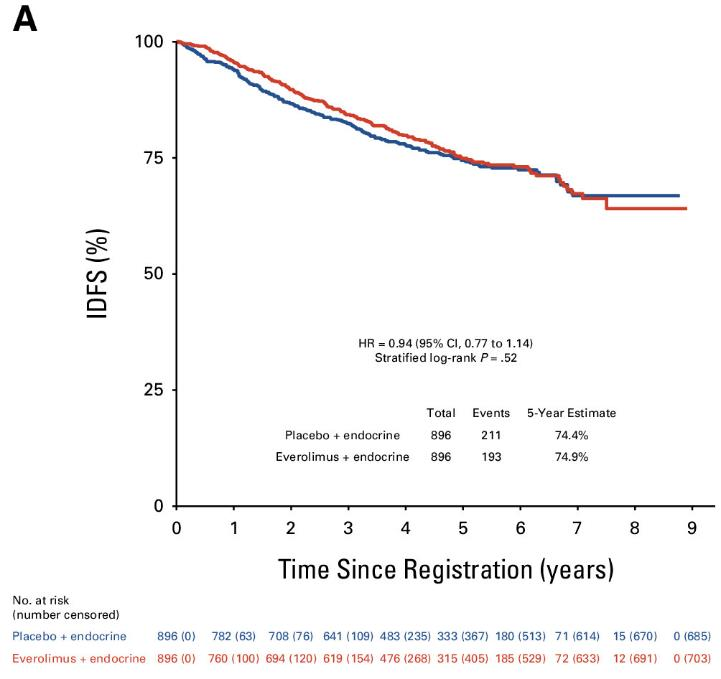 A
100
75
50
25
0
IDFS (%)
HR = 0.94 (95% CI, 0.77 to 1.14)
Stratified log-rank P = .52
Total Events 5-Year Estimate
Placebo + endocrine 896 211 74.4%
Everolimus + endocrine 896 193 74.9%
0 1 2 3 4 5 6 7 8 9
Time Since Registration (years)
No. at risk
(number censored)
Placebo + endocrine 896 (0) 782 (63) 708 (76) 641 (109) 483 (235) 333 (367) 180 (513) 71 (614) 15 (670) 0 (685)
Everolimus + endocrine 896 (0) 760 (100) 694 (120) 619 (154) 476 (268) 315 (405) 185 (529) 72 (633) 12 (691) 0 (703)